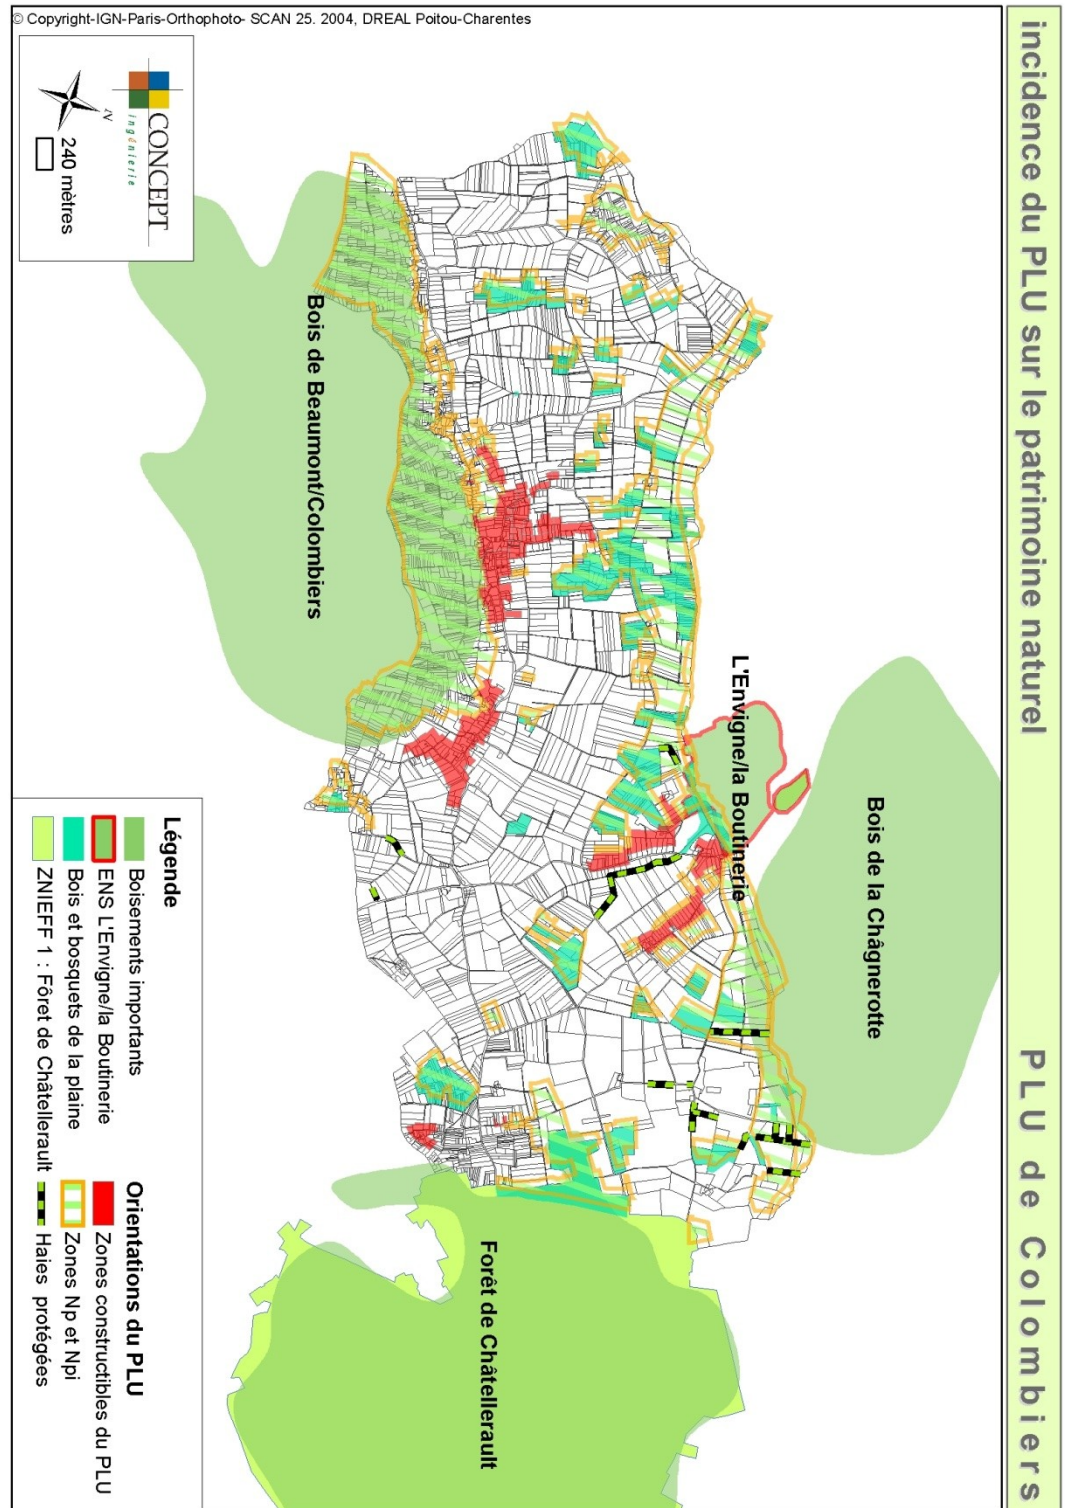 © Copyright-IGN-Paris-Orthophoto- SCAN 25. 2004, DREAL Poitou-Charentes
incidence du PLU sur le patrimoine naturel
PLU de Colombiers
CONCEPT
ingénierie
N
240 mètres
Bois de Beaumont/Colombiers
L'Envigne/la Boutinerie
Bois de la Châgnerotte
Forêt de Châtellerault
Légende
Boisements importants
ENS L'Envigne/la Boutinerie
Bois et bosquets de la plaine
ZNIEFF 1 : Fôret de Châtellerault
Orientations du PLU
Zones constructibles du PLU
Zones Np et Npi
Haies protégées